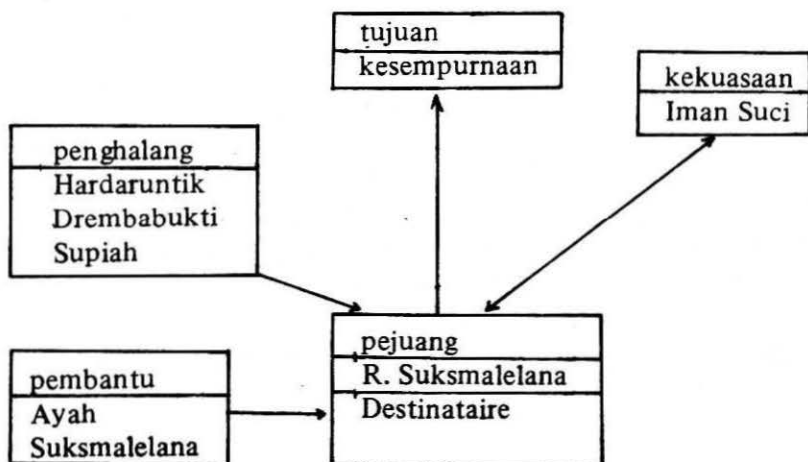 tujuan
kesempurnaan
kekuasaan
Iman Suci
penghalang
Hardaruntik
Drembabukti
Supiah
pejuang
R. Suksmalelana
Destinataire
pembantu
Ayah
Suksmalelana